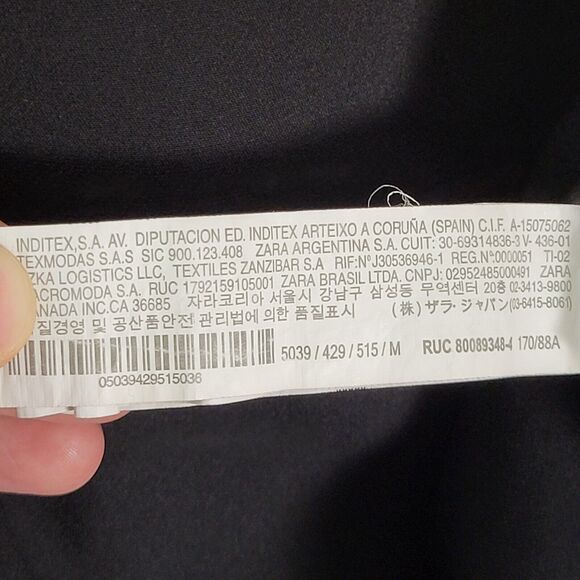 INDITEX,S.A. AV. DIPUTACION ED. INDITEX ARTEIXO A CORUÑA (SPAIN) C.I.F. A-15075062
TEXMODAS S.A.S SIC 900.123.408 ZARA ARGENTINA S.A. CUIT: 30-69314836-3 V- 436-01
ZKA LOGISTICS LLC, TEXTILES ZANZIBAR S.A. RIF:Nº J30536946-1 REG.Nº:0000051 TI-02
ACROMODA S.A. RUC 1792159105001 ZARA BRASIL LTDA. CNPJ: 02952485000491 ZARA
ANADA INC.CA 36685 자라코리아 서울시 강남구 삼성동 무역센터 20층 02-3413-9800
질경영 및 공산품안전 관리법에 의한 품질표시 (株) ザラ・ジャパン(03-6415-8061)
5039 / 429 / 515 / M RUC 80089348-4 170/88A
05039429515036